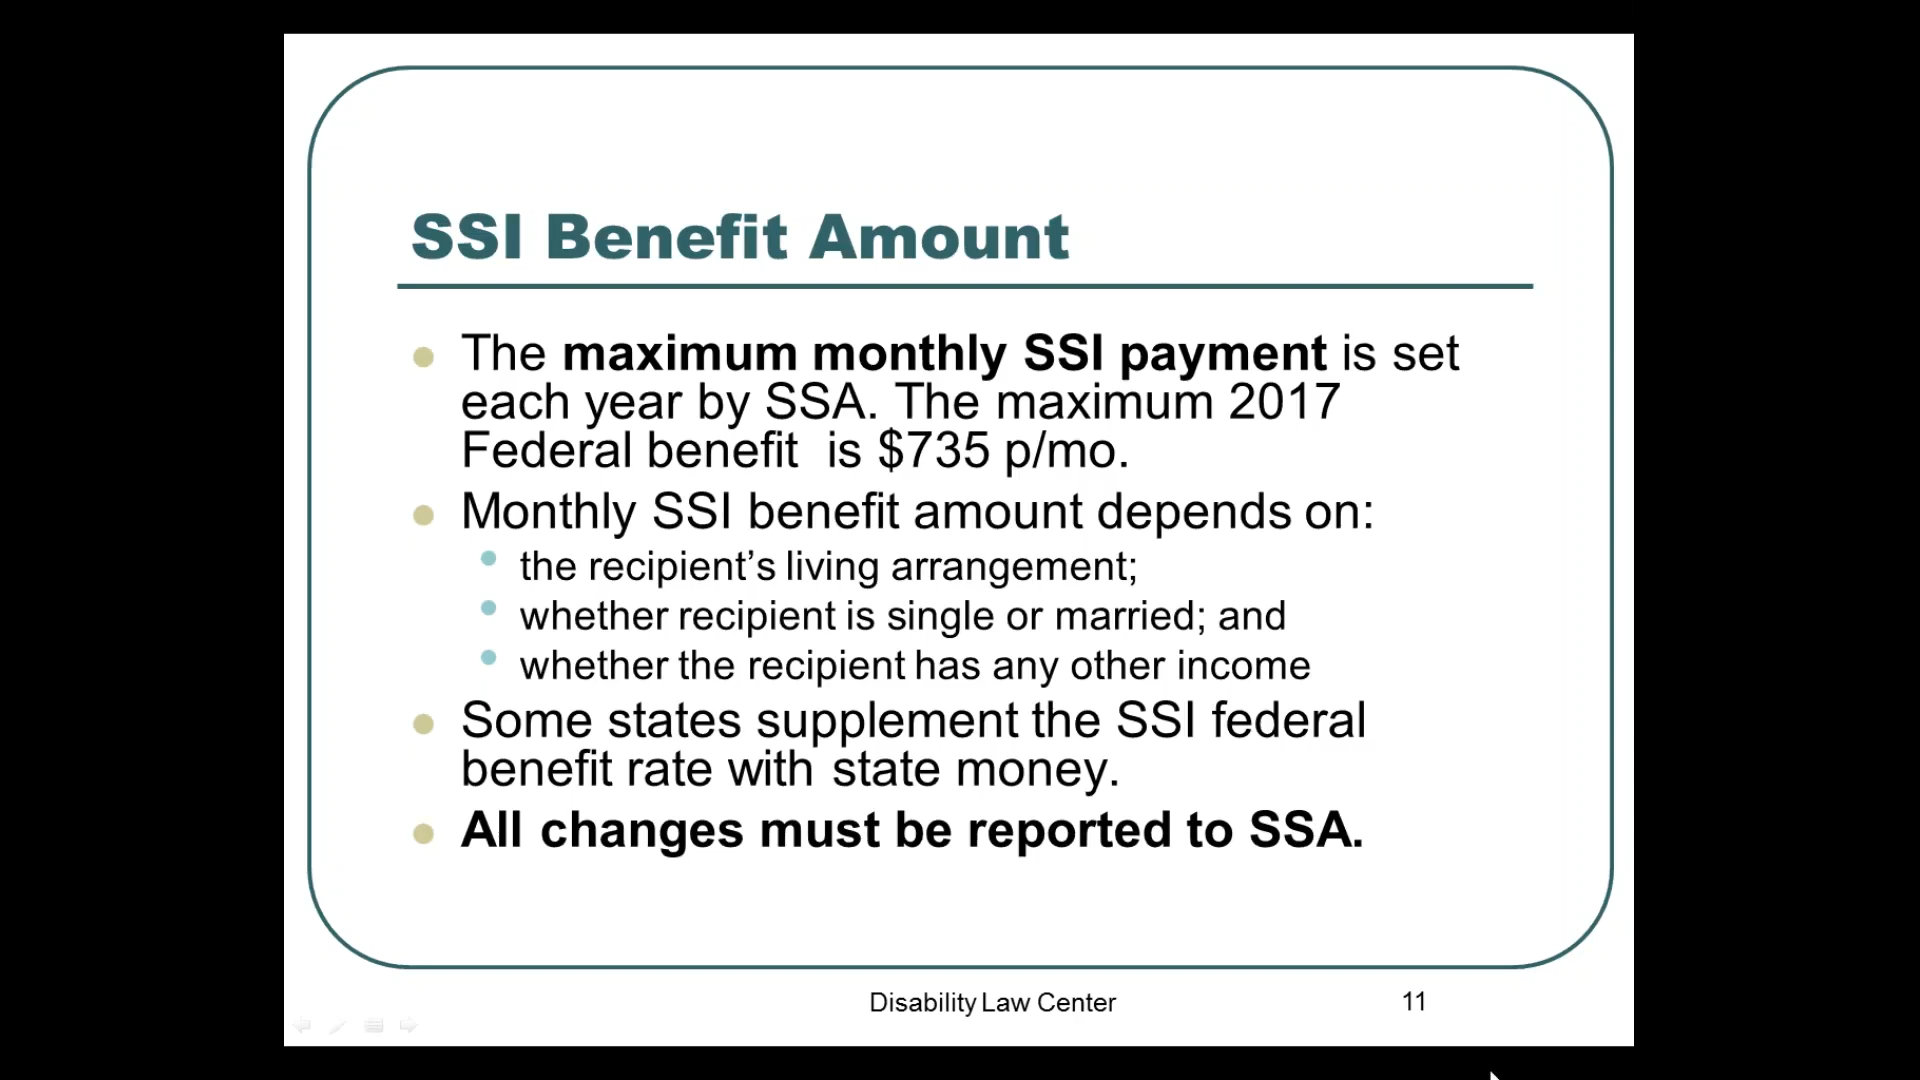 SSI Benefit Amount
The maximum monthly SSI payment is set
each year by SSA. The maximum 2017
Federal benefit  is $735 p/mo.
Monthly SSI benefit amount depends on:
the recipient’s living arrangement;
whether recipient is single or married; and
whether the recipient has any other income
Some states supplement the SSI federal
benefit rate with state money.
All changes must be reported to SSA.
Disability Law Center
11